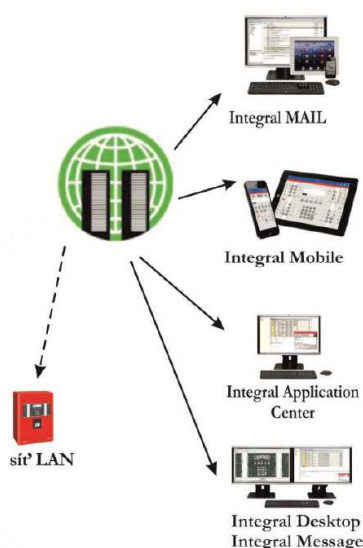 Integral MAIL
Integral Mobile
Integral Application
Center
síť LAN
Integral Desktop
Integral Message